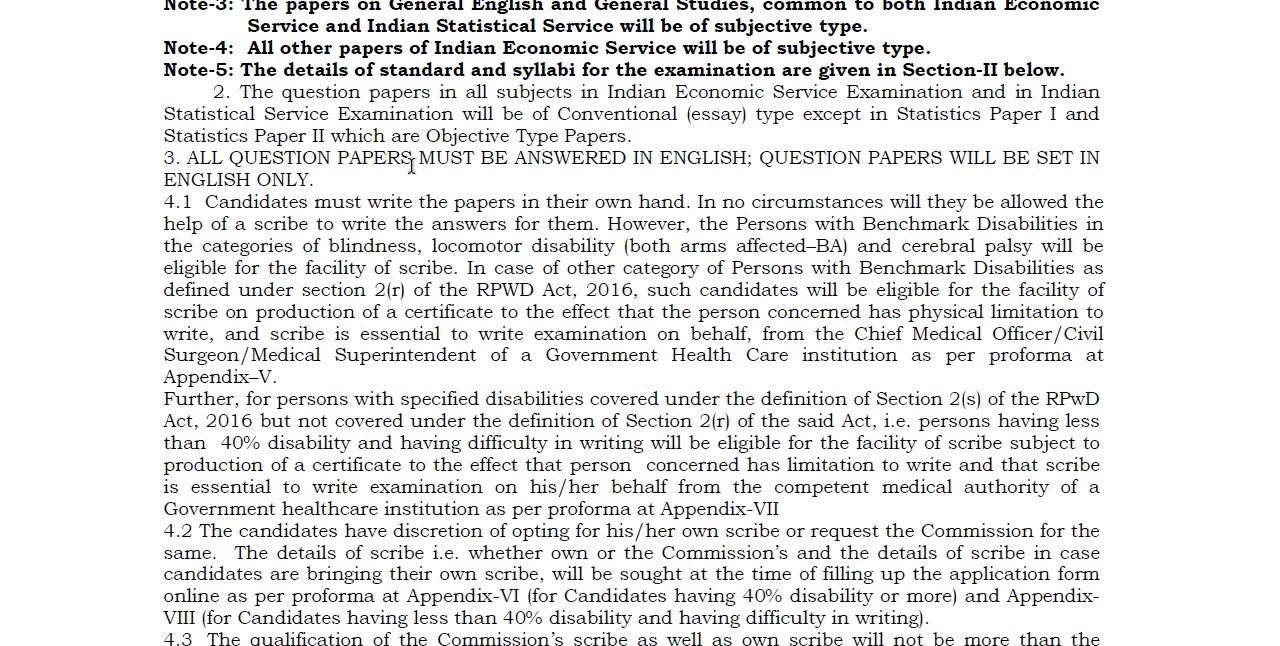 Note-3: The papers on General English and General Studies, common to both Indian Economic
Service and Indian Statistical Service will be of subjective type.
Note-4: All other papers of Indian Economic Service will be of subjective type.
Note-5: The details of standard and syllabi for the examination are given in Section-II below.
2. The question papers in all subjects in Indian Economic Service Examination and in Indian
Statistical Service Examination will be of Conventional (essay) type except in Statistics Paper I and
Statistics Paper II which are Objective Type Papers.
3. ALL QUESTION PAPERS MUST BE ANSWERED IN ENGLISH; QUESTION PAPERS WILL BE SET IN
ENGLISH ONLY.
4.1 Candidates must write the papers in their own hand. In no circumstances will they be allowed the
help of a scribe to write the answers for them. However, the Persons with Benchmark Disabilities in
the categories of blindness, locomotor disability (both arms affected–BA) and cerebral palsy will be
eligible for the facility of scribe. In case of other category of Persons with Benchmark Disabilities as
defined under section 2(r) of the RPWD Act, 2016, such candidates will be eligible for the facility of
scribe on production of a certificate to the effect that the person concerned has physical limitation to
write, and scribe is essential to write examination on behalf, from the Chief Medical Officer/Civil
Surgeon/Medical Superintendent of a Government Health Care institution as per proforma at
Appendix–V.
Further, for persons with specified disabilities covered under the definition of Section 2(s) of the RPwD
Act, 2016 but not covered under the definition of Section 2(r) of the said Act, i.e. persons having less
than 40% disability and having difficulty in writing will be eligible for the facility of scribe subject to
production of a certificate to the effect that person concerned has limitation to write and that scribe
is essential to write examination on his/her behalf from the competent medical authority of a
Government healthcare institution as per proforma at Appendix-VII
4.2 The candidates have discretion of opting for his/her own scribe or request the Commission for the
same. The details of scribe i.e. whether own or the Commission's and the details of scribe in case
candidates are bringing their own scribe, will be sought at the time of filling up the application form
online as per proforma at Appendix-VI (for Candidates having 40% disability or more) and Appendix-
VIII (for Candidates having less than 40% disability and having difficulty in writing).
4.3 The qualification of the Commission's scribe as well as own scribe will not be more than the